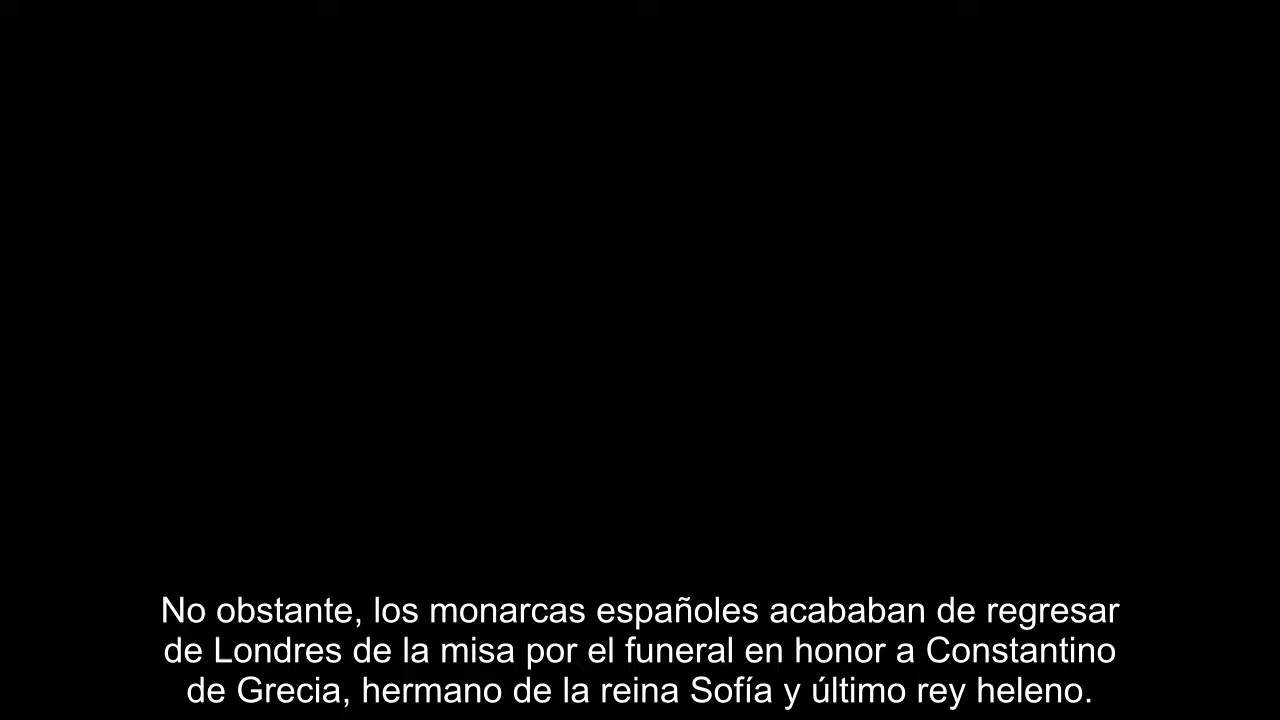 No obstante, los monarcas españoles acababan de regresar
de Londres de la misa por el funeral en honor a Constantino
de Grecia, hermano de la reina Sofía y último rey heleno.